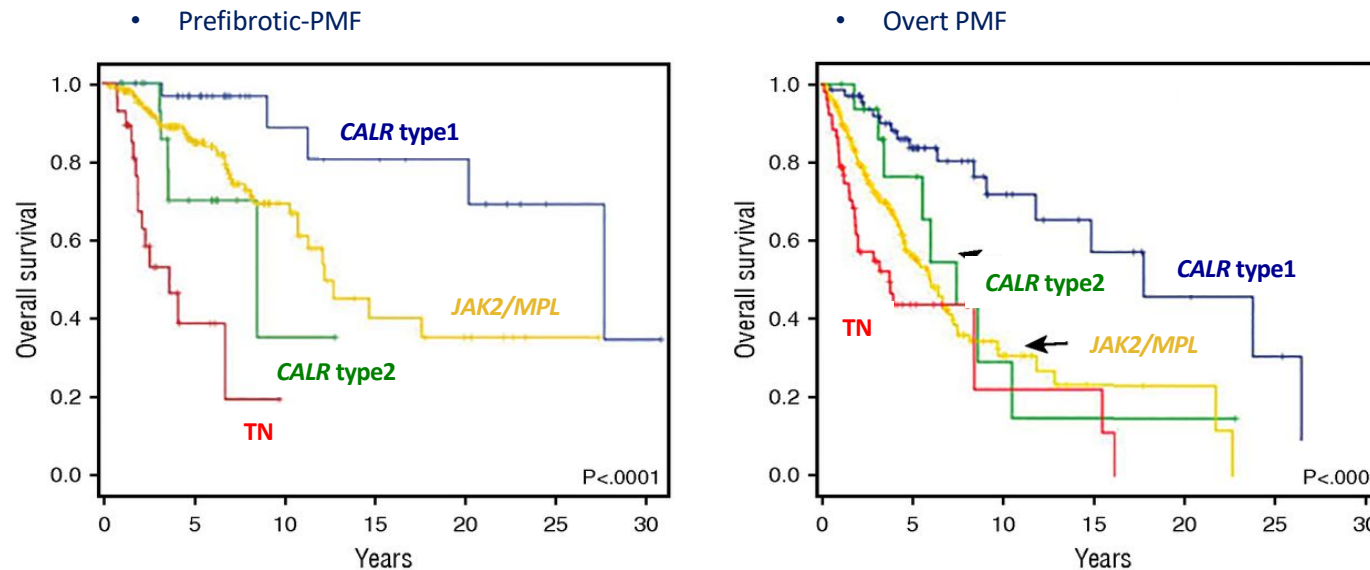 • Prefibrotic-PMF
Overall survival
1.0
0.8
0.6
0.4
0.2
0.0
CALR type1
JAK2/MPL
CALR type2
TN
P<.0001
0 5 10 15 20 25 30
Years
• Overt PMF
Overall survival
1.0
0.8
0.6
0.4
0.2
0.0
CALR type1
CALR type2
TN
JAK2/MPL
P<.000
0 5 10 15 20 25 30
Years